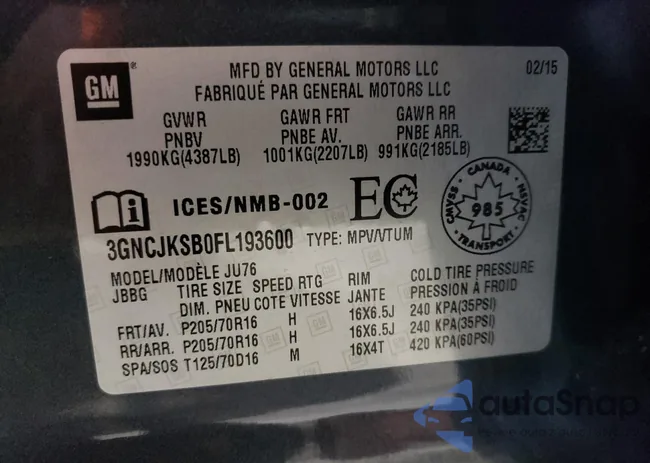 GM
MFD BY GENERAL MOTORS LLC 02/15
FABRIQUÉ PAR GENERAL MOTORS LLC
GVWR GAWR FRT GAWR RR
PNBV PNBE AV. PNBE ARR.
1990KG(4387LB) 1001KG(2207LB) 991KG(2185LB)
ICES/NMB-002 EC
CANADA
CMVSS 985 NSVAC
3GNCJKSB0FL193600 TYPE: MPV/VTUM
MODEL/MODÈLE JU76
JBBG TIRE SIZE SPEED RTG RIM COLD TIRE PRESSURE
DIM. PNEU COTE VITESSE JANTE PRESSION À FROID
FRT/AV. P205/70R16 H 16X6.5J 240 KPA(35PSI)
RR/ARR. P205/70R16 H 16X6.5J 240 KPA(35PSI)
SPA/SOS T125/70D16 M 16X4T 420 KPA(60PSI)
autoSnap